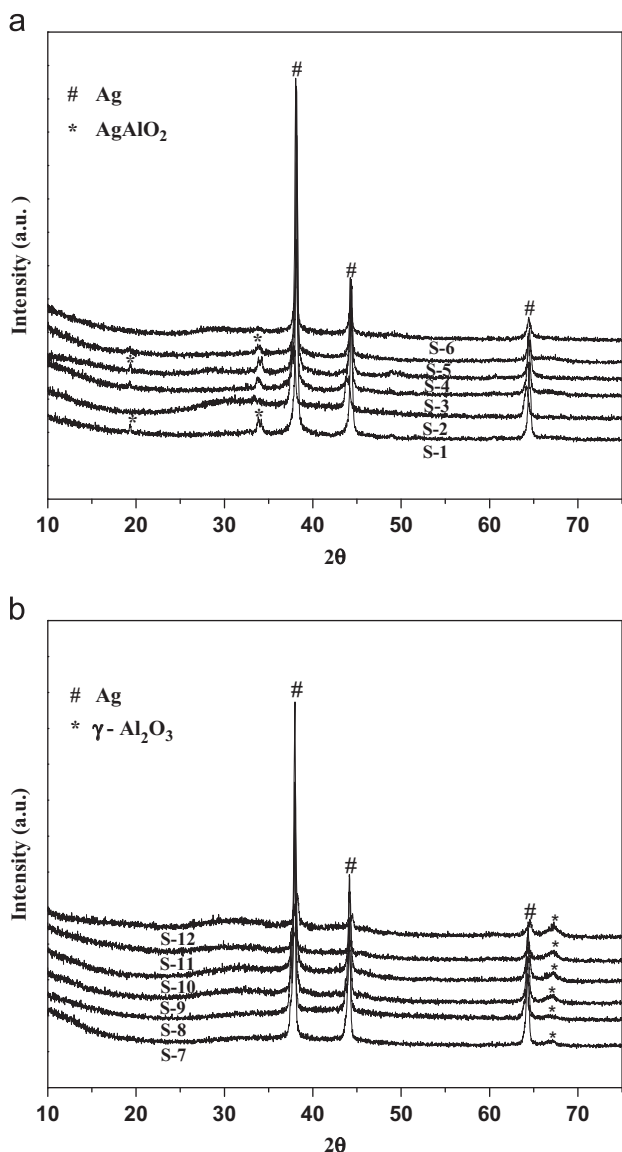 a
#
# Ag
* AgAlO2
#
#
* * S-6
S-5
S-4
S-3
* * S-2
S-1
Intensity (a.u.)
10 20 30 40 50 60 70
2θ
b
#
# Ag
* γ - Al2O3
#
#
*
S-12
*
S-11
*
S-10
*
S-9
*
S-8
*
S-7
Intensity (a.u.)
10 20 30 40 50 60 70
2θ